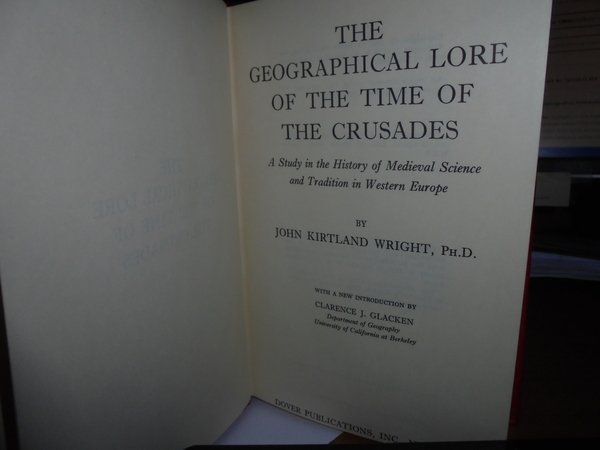 THE
GEOGRAPHICAL LORE
OF THE TIME OF
THE CRUSADES
A Study in the History of Medieval Science
and Tradition in Western Europe
BY
JOHN KIRTLAND WRIGHT, PH.D.
WITH A NEW INTRODUCTION BY
CLARENCE J. GLACKEN
Department of Geography
University of California at Berkeley
DOVER PUBLICATIONS, INC.